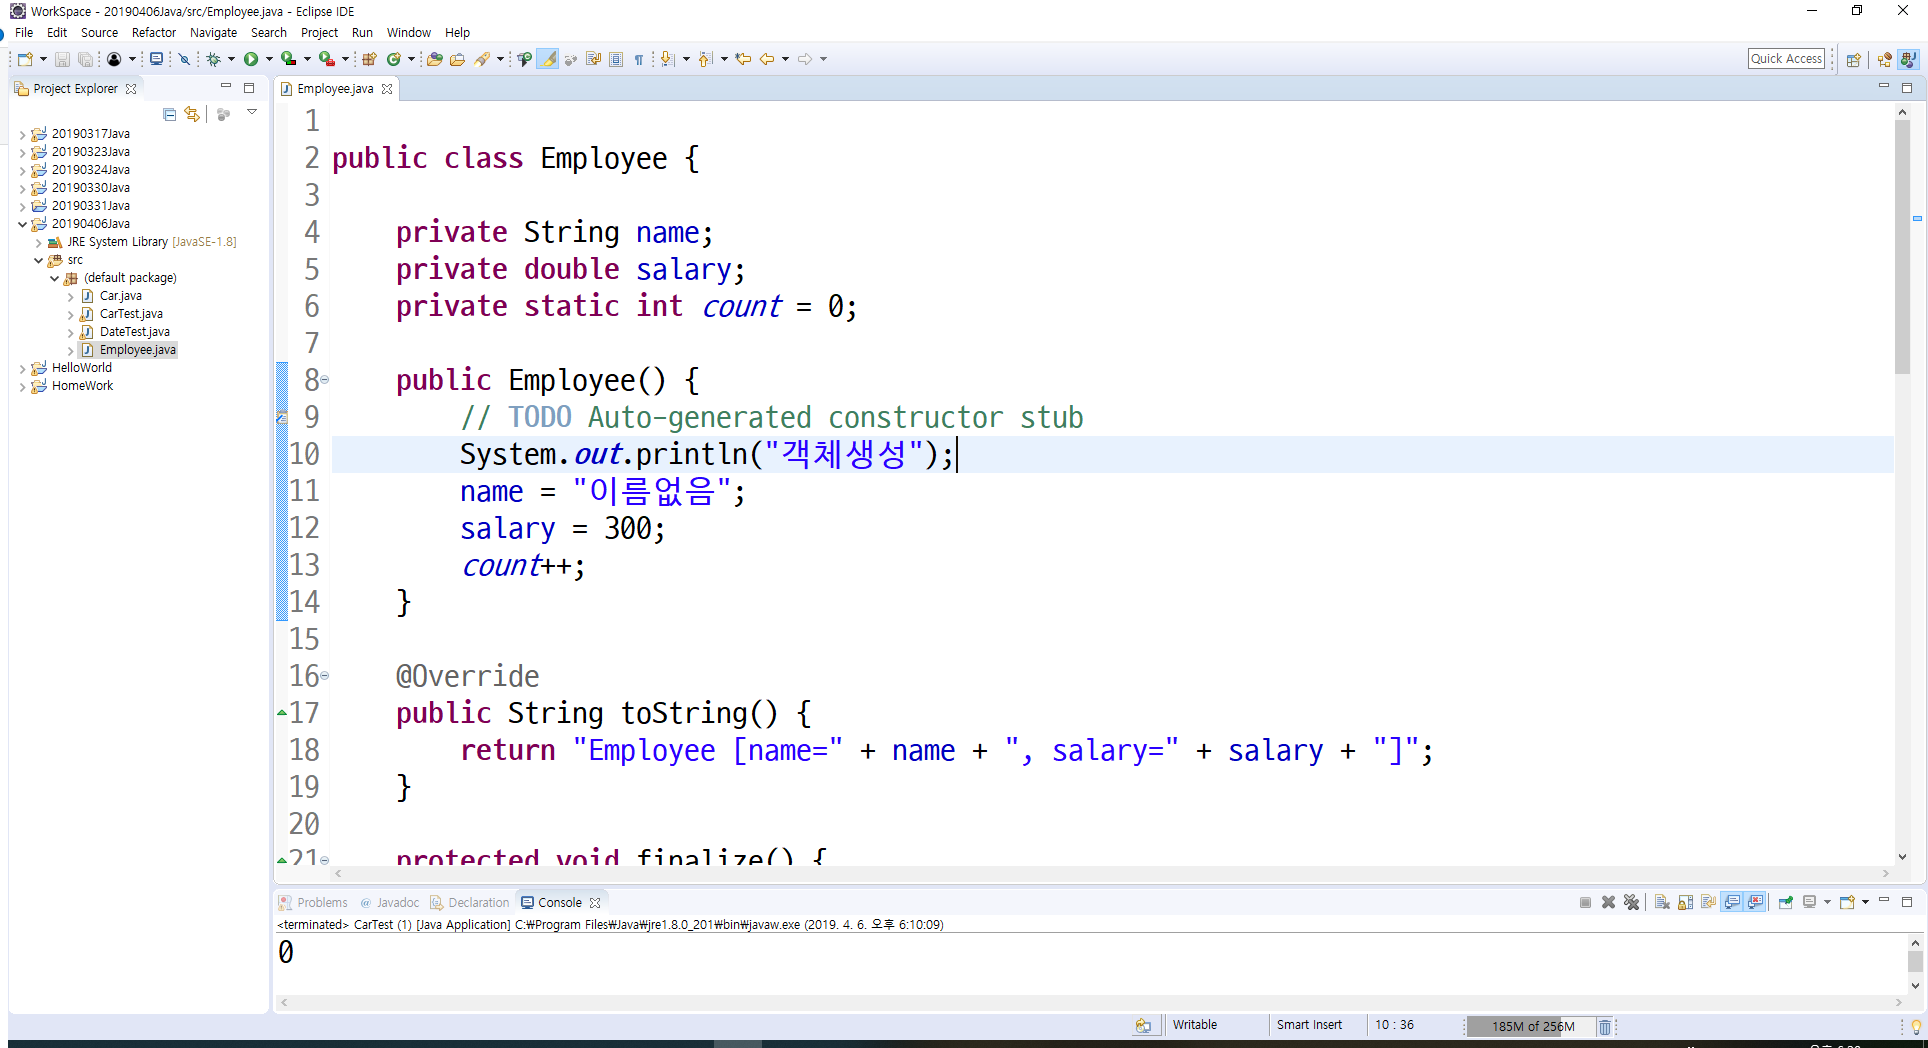 WorkSpace - 20190406Java/src/Employee.java - Eclipse IDE
File Edit Source Refactor Navigate Search Project Run Window Help
Quick Access
Project Explorer
Employee.java
20190317Java
20190323Java
20190324Java
20190330Java
20190331Java
20190406Java
JRE System Library [JavaSE-1.8]
src
(default package)
Car.java
CarTest.java
DateTest.java
Employee.java
HelloWorld
HomeWork
1
2 public class Employee {
3
4 private String name;
5 private double salary;
6 private static int count = 0;
7
8 public Employee() {
9 // TODO Auto-generated constructor stub
10 System.out.println("객체생성");
11 name = "이름없음";
12 salary = 300;
13 count++;
14 }
15
16 @Override
17 public String toString() {
18 return "Employee [name=" + name + ", salary=" + salary + "]";
19 }
20
21 protected void finalize() {
Problems @ Javadoc Declaration Console
<terminated> CarTest (1) [Java Application] C:₩Program Files₩Java₩jre1.8.0_201₩bin₩javaw.exe (2019. 4. 6. 오후 6:10:09)
0
Writable Smart Insert 10 : 36 185M of 256M